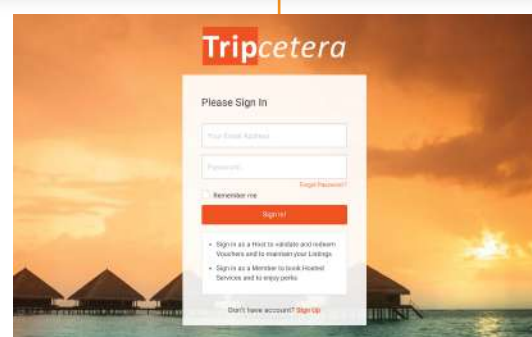 Tripcetera
Please Sign In
Your Email Address
Password
Forgot Password?
Remember me
Sign In!
Sign in as a Host to validate and redeem
Vouchers and to maintain your Listings.
Sign in as a Member to book Hosted
Services and to enjoy perks.
Don't have account? Sign Up